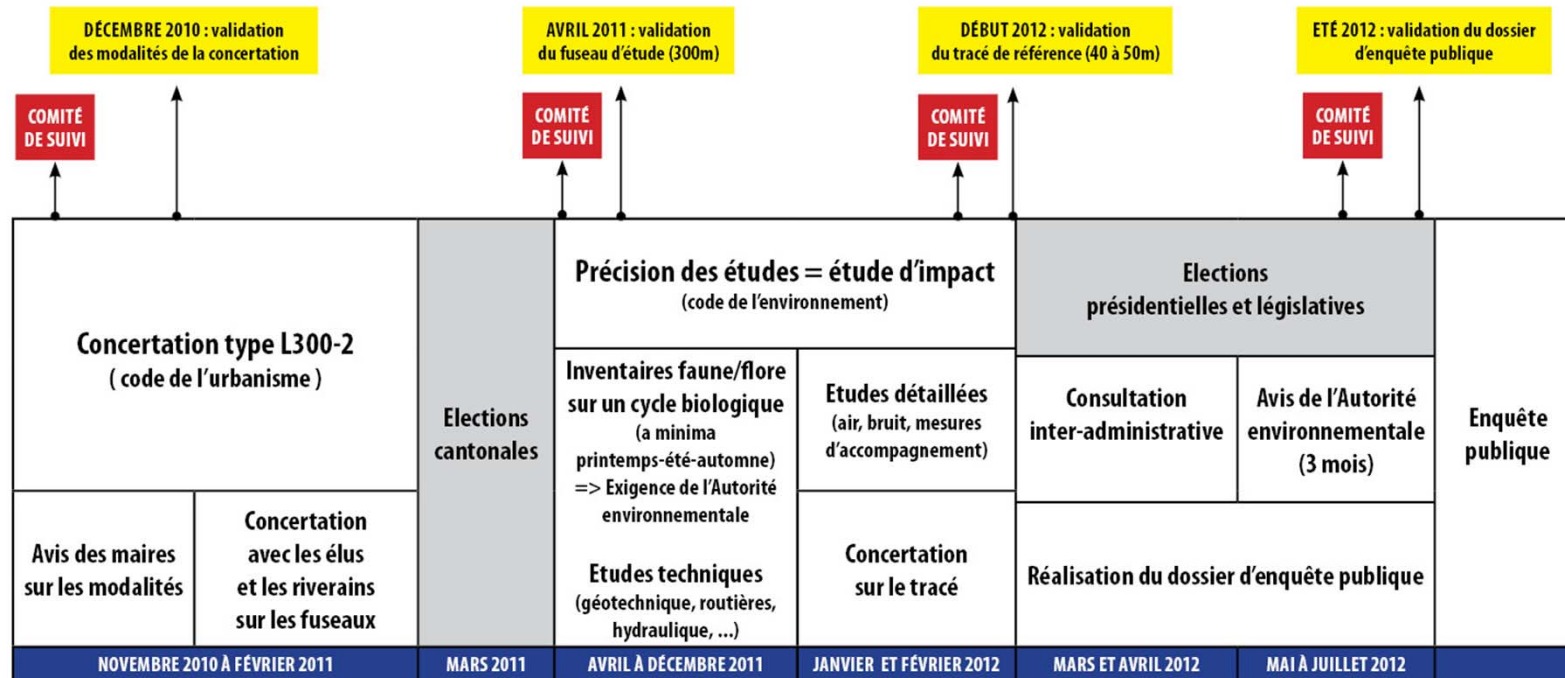 DÉCEMBRE 2010 : validation
des modalités de la concertation
AVRIL 2011 : validation
du fuseau d'étude (300m)
DÉBUT 2012 : validation
du tracé de référence (40 à 50m)
ETÉ 2012 : validation du dossier
d'enquête publique
COMITÉ
DE SUIVI
COMITÉ
DE SUIVI
COMITÉ
DE SUIVI
COMITÉ
DE SUIVI
Concertation type L300-2
( code de l'urbanisme )
Avis des maires
sur les modalités
Concertation
avec les élus
et les riverains
sur les fuseaux
Elections
cantonales
Précision des études = étude d'impact
(code de l'environnement)
Inventaires faune/flore
sur un cycle biologique
(a minima
printemps-été-automne)
=> Exigence de l'Autorité
environnementale
Etudes techniques
(géotechnique, routières,
hydraulique, ...)
Etudes détaillées
(air, bruit, mesures
d'accompagnement)
Concertation
sur le tracé
Elections
présidentielles et législatives
Consultation
inter-administrative
Avis de l'Autorité
environnementale
(3 mois)
Réalisation du dossier d'enquête publique
Enquête
publique
NOVEMBRE 2010 À FÉVRIER 2011
MARS 2011
AVRIL À DÉCEMBRE 2011
JANVIER ET FÉVRIER 2012
MARS ET AVRIL 2012
MAI À JUILLET 2012